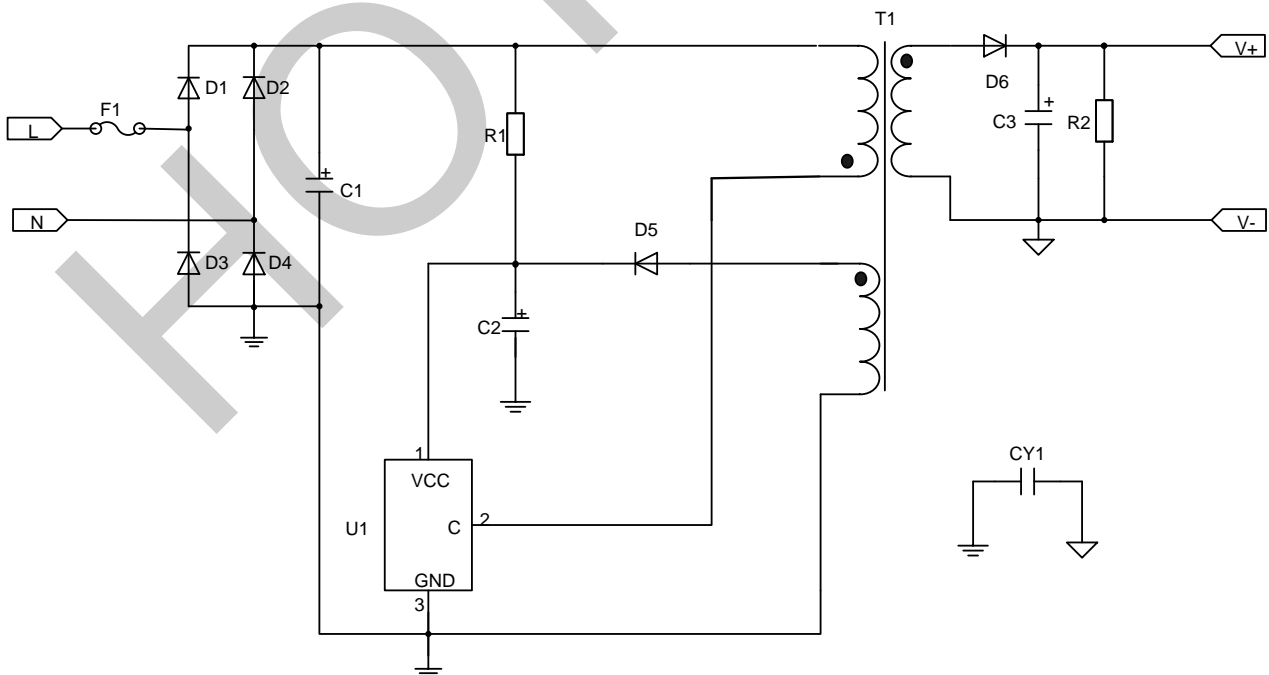 T1
V+
D1
D2
D6
F1
L
R1
C3
+
R2
+
C1
N
V-
D5
D3
D4
C2
+
1
CY1
VCC
U1
C
2
GND
3